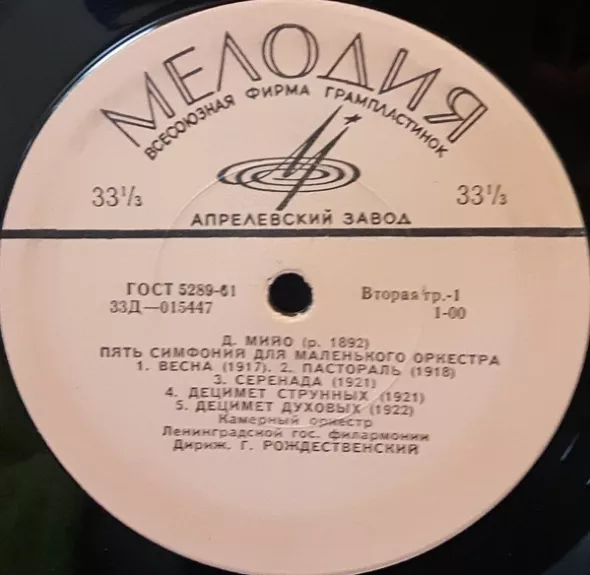 МЕЛОДИЯ
ВСЕСОЮЗНАЯ ФИРМА ГРАМПЛАСТИНОК
33⅓ 33⅓
АПРЕЛЕВСКИЙ ЗАВОД
ГОСТ 5289-61 Вторая гр.-1
33Д—015447 1-00
Д. МИЙО (р. 1892)
ПЯТЬ СИМФОНИЙ ДЛЯ МАЛЕНЬКОГО ОРКЕСТРА
1. ВЕСНА (1917). 2. ПАСТОРАЛЬ (1918)
3. СЕРЕНАДА (1921)
4. ДЕЦИМЕТ СТРУННЫХ (1921)
5. ДЕЦИМЕТ ДУХОВЫХ (1922)
Камерный оркестр
Ленинградской гос. филармонии
Дириж. Г. РОЖДЕСТВЕНСКИЙ